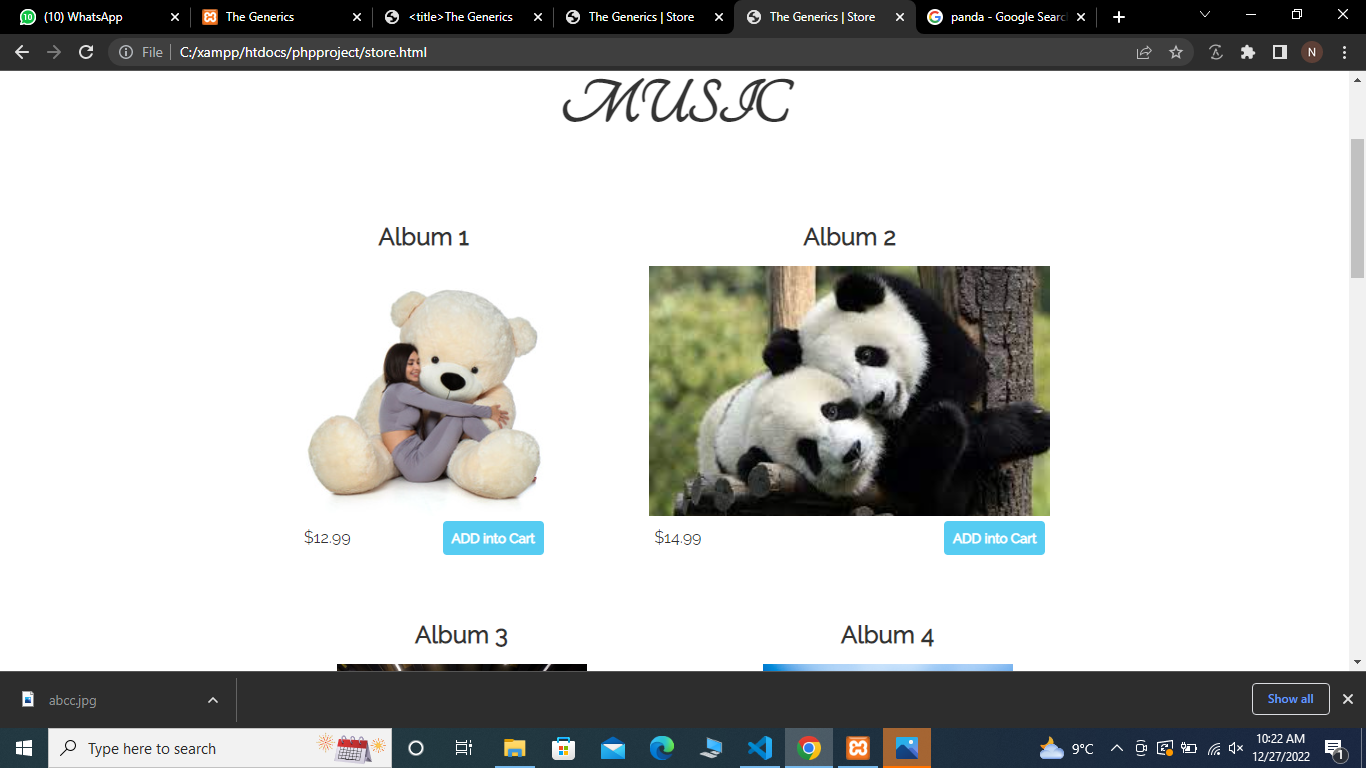 (10) WhatsApp
The Generics
<title>The Generics
The Generics | Store
The Generics | Store
panda - Google Search
File
C:/xampp/htdocs/phpproject/store.html
N
MUSIC
Album 1
Album 2
$12.99
ADD into Cart
$14.99
ADD into Cart
Album 3
Album 4
abcc.jpg
Show all
Type here to search
9°C
10:22 AM
12/27/2022
1